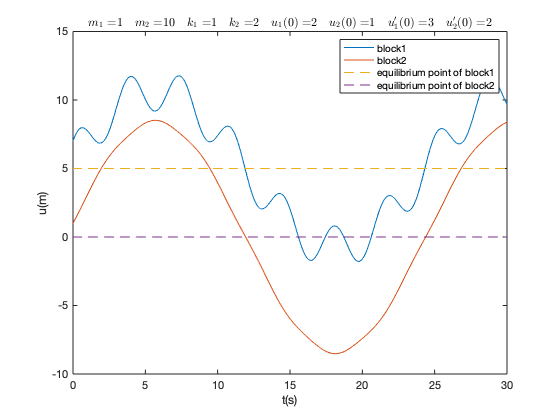 m₁ = 1 m₂ = 10 k₁ = 1 k₂ = 2 u₁(0) = 2 u₂(0) = 1 u₁′(0) = 3 u₂′(0) = 2
block1
block2
equilibrium point of block1
equilibrium point of block2
15
10
5
0
-5
-10
u(m)
0 5 10 15 20 25 30
t(s)